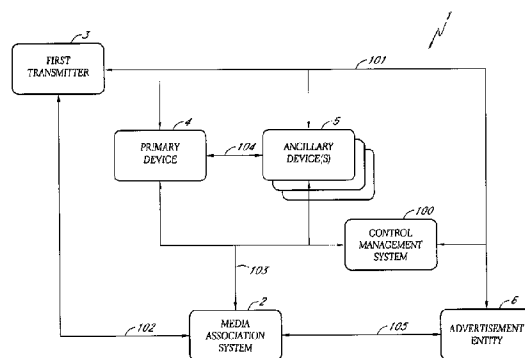 1
3
FIRST
TRANSMITTER
101
4
PRIMARY
DEVICE
104
5
ANCILLARY
DEVICE(S)
100
CONTROL
MANAGEMENT
SYSTEM
103
2
MEDIA
ASSOCIATION
SYSTEM
102
105
6
ADVERTISEMENT
ENTITY